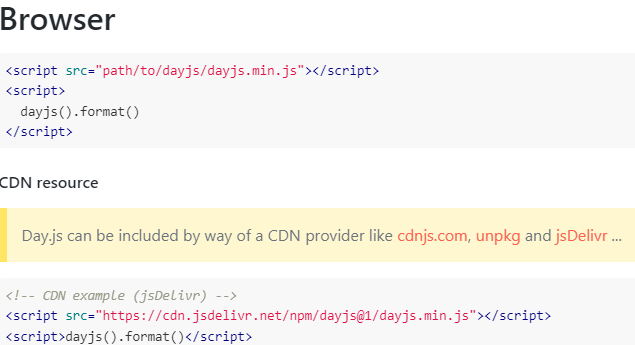 Browser
<script src="path/to/dayjs/dayjs.min.js"></script>
<script>
  dayjs().format()
</script>
CDN resource
Day.js can be included by way of a CDN provider like cdnjs.com, unpkg and jsDelivr ...
<!-- CDN example (jsDelivr) -->
<script src="https://cdn.jsdelivr.net/npm/dayjs@1/dayjs.min.js"></script>
<script>dayjs().format()</script>